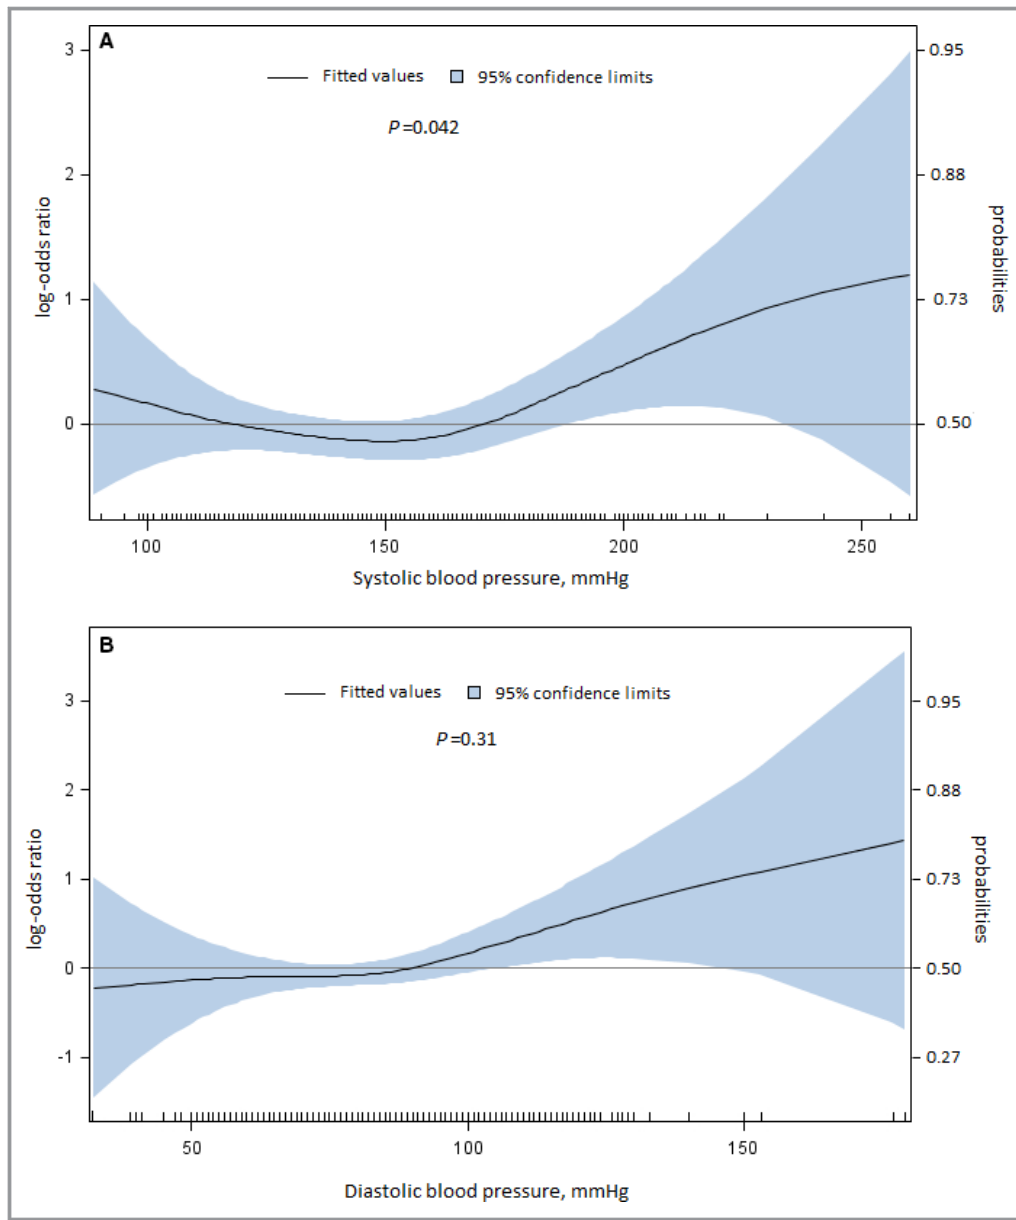 A
3
0.95
Fitted values
95% confidence limits
P=0.042
2
0.88
log-odds ratio
probabilities
1
0.73
0
0.50
100
150
200
250
Systolic blood pressure, mmHg
B
Fitted values
95% confidence limits
3
0.95
P=0.31
2
0.88
log-odds ratio
probabilities
1
0.73
0
0.50
-1
0.27
50
100
150
Diastolic blood pressure, mmHg